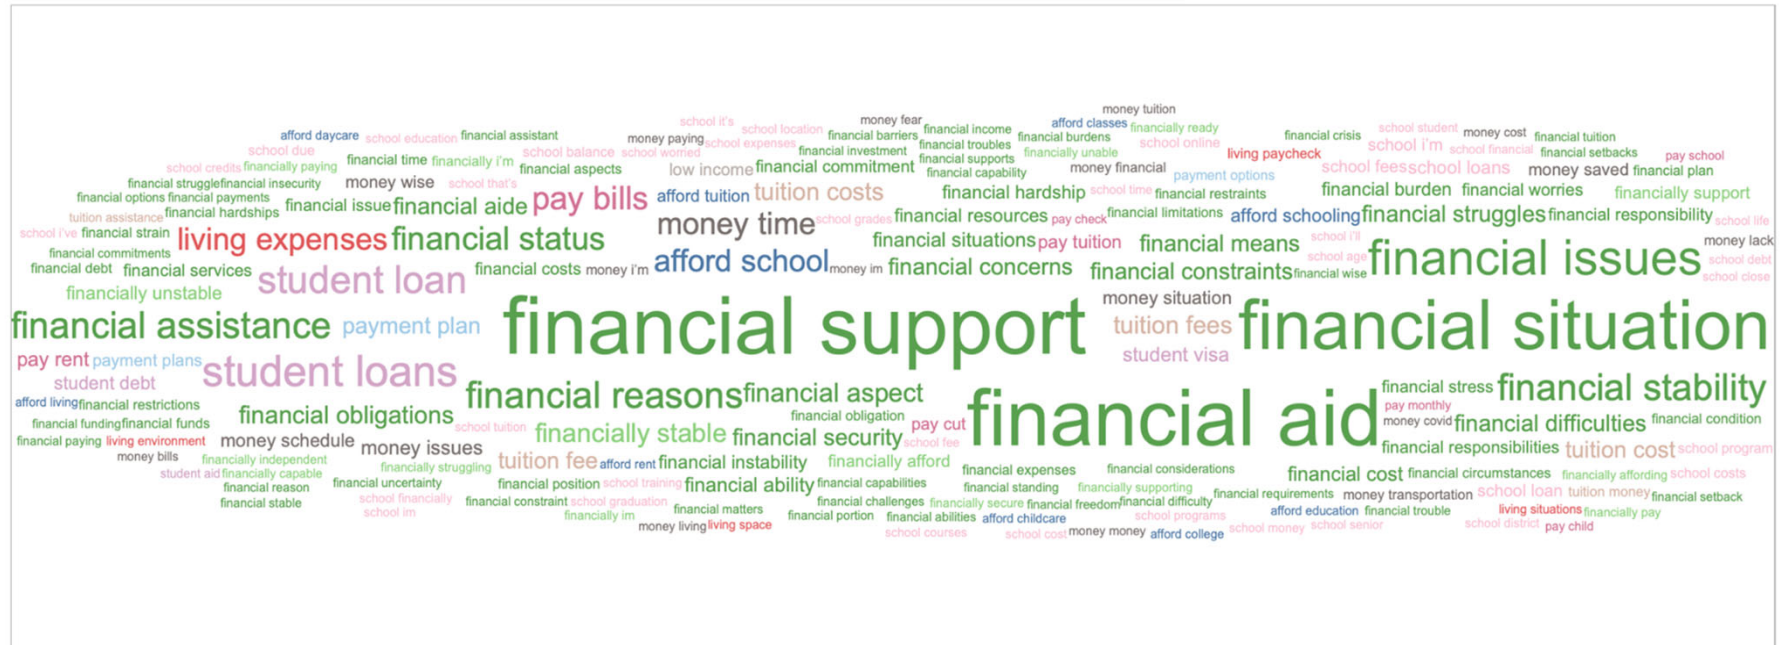 money tuition
school it's money fear afford classes financially ready
school location financial income school student
afford daycare school education financial assistant money paying financial barriers financial burdens financial crisis money cost financial tuition
school expenses financial troubles school online school i'm
school due school balance school worried financial investment financially unable living paycheck school financial financial setbacks pay school
financial time financially i'm financial supports
school credits financially paying financial aspects low income financial commitment financial capability money financial payment options school fees school loans money saved financial plan
financial struggle financial insecurity money wise school that's
financial options financial payments pay bills afford tuition tuition costs financial hardship school time financial restraints financial burden financial worries financially support
financial issue financial aide
tuition assistance financial hardships money time school grades financial resources pay check financial limitations afford schooling financial struggles financial responsibility school life
school i've financial strain living expenses financial status financial situations pay tuition financial means school i'll money lack
financial commitments school age financial issues school debt
financial debt financial services student loan financial costs money i'm afford school money im financial concerns financial constraints financial wise school close
financially unstable money situation
financial assistance payment plan financial support tuition fees financial situation
pay rent payment plans student loans student visa
student debt financial reasons financial aspect financial stress financial stability
afford living financial restrictions pay monthly
financial funding financial funds financial obligations school tuition financial obligation pay cut financial aid money covid financial difficulties financial condition
financial paying living environment money schedule money issues financially stable financial security school fee financial responsibilities tuition cost school program
money bills financially independent financially struggling tuition fee afford rent financial instability financially afford
student aid financially capable financial expenses financial considerations financial cost financial circumstances financially affording school costs
financial reason financial uncertainty financial position school training financial ability financial capabilities financial standing financially supporting financial requirements money transportation school loan tuition money financial setback
financial stable school financially financial constraint school graduation financial challenges financially secure financial freedom financial difficulty
school im financially im financial matters financial portion financial abilities afford childcare school programs afford education financial trouble living situations financially pay
money living living space school courses school cost money money afford college school money school senior school district pay child